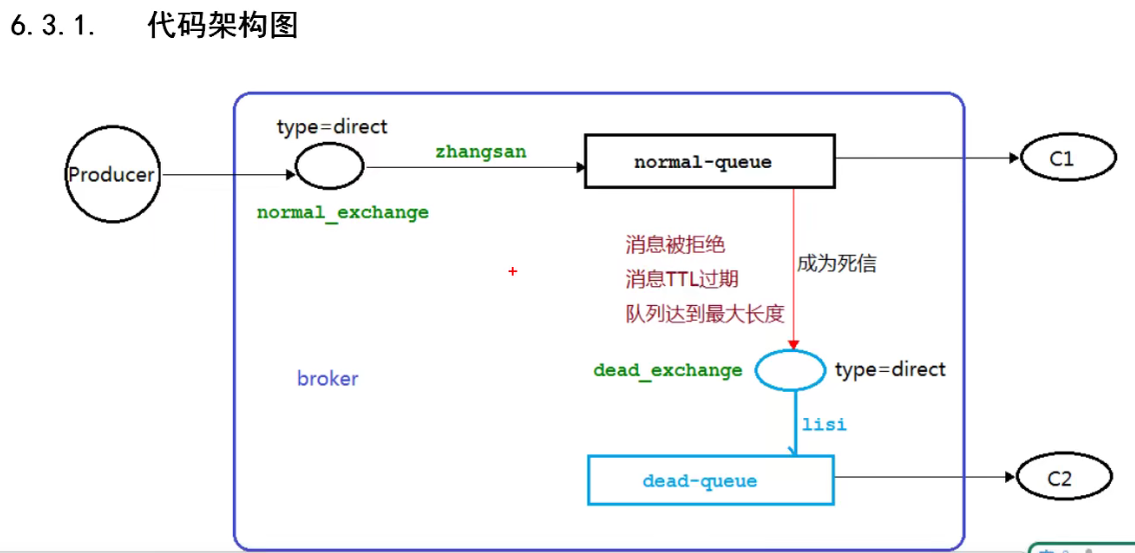 6.3.1. 代码架构图
type=direct
Producer
zhangsan
normal-queue
C1
normal_exchange
消息被拒绝
消息TTL过期
队列达到最大长度
成为死信
dead_exchange
type=direct
broker
lisi
dead-queue
C2